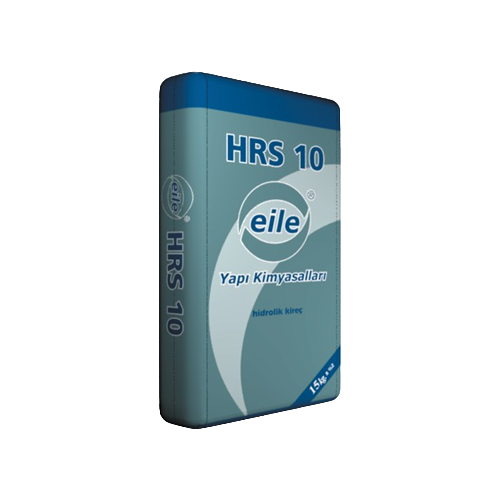 HRS 10
eile
®
Yapı Kimyasalları
hidrolik kireç
15kg.
eile
®
HRS 10